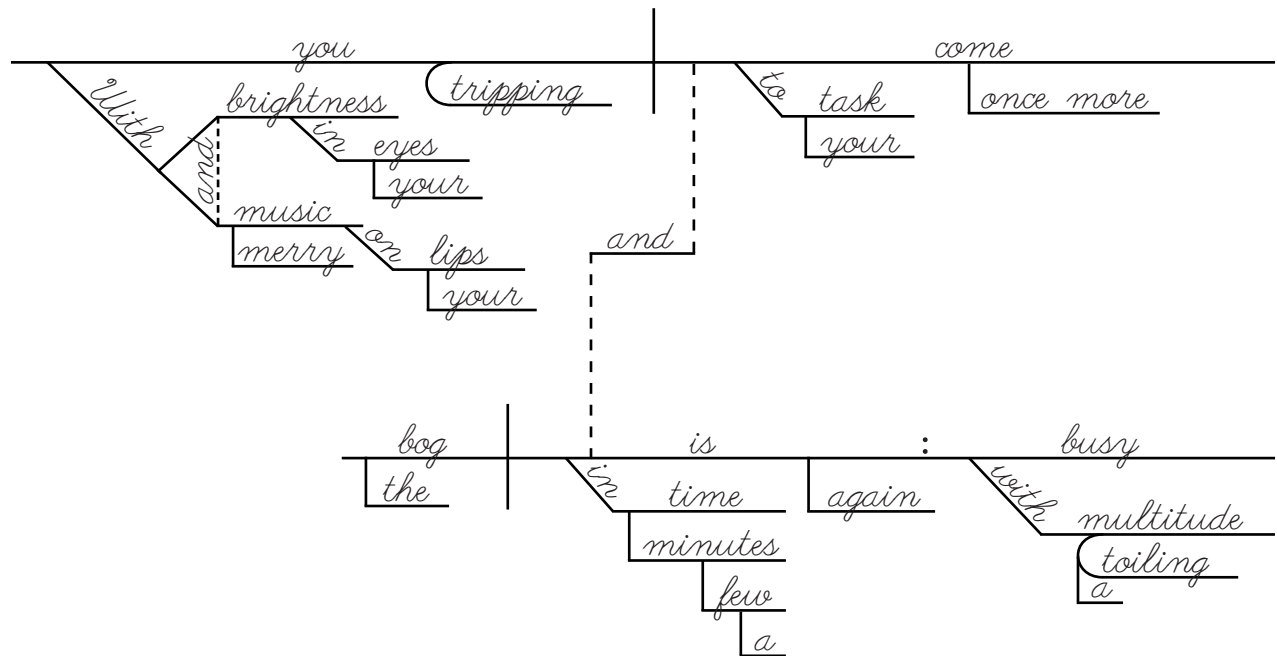 you come
With brightness tripping to task once more
and in eyes your
your
music
merry on lips and
your
bog is : busy
the in time again with multitude
minutes toiling
few a
a